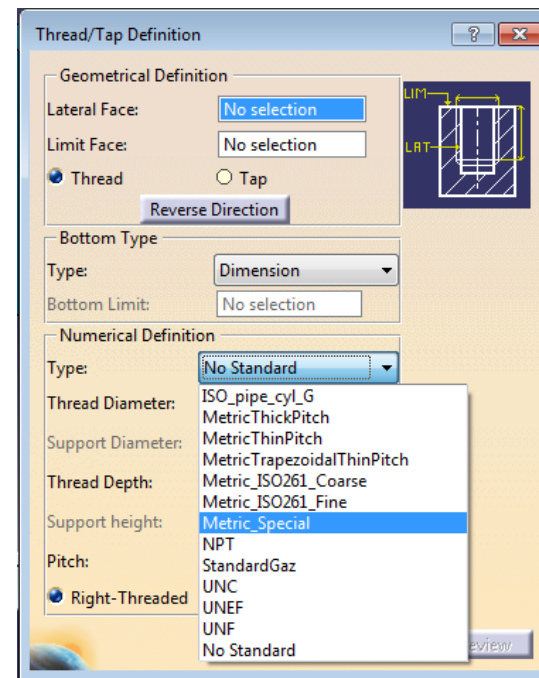 Thread/Tap Definition
Geometrical Definition
Lateral Face: No selection
Limit Face: No selection
Thread Tap
Reverse Direction
LIM
LAT
Bottom Type
Type: Dimension
Bottom Limit: No selection
Numerical Definition
Type: No Standard
Thread Diameter:
Support Diameter:
Thread Depth:
Support height:
Pitch:
Right-Threaded
ISO_pipe_cyl_G
MetricThickPitch
MetricThinPitch
MetricTrapezoidalThinPitch
Metric_ISO261_Coarse
Metric_ISO261_Fine
Metric_Special
NPT
StandardGaz
UNC
UNEF
UNF
No Standard
eview